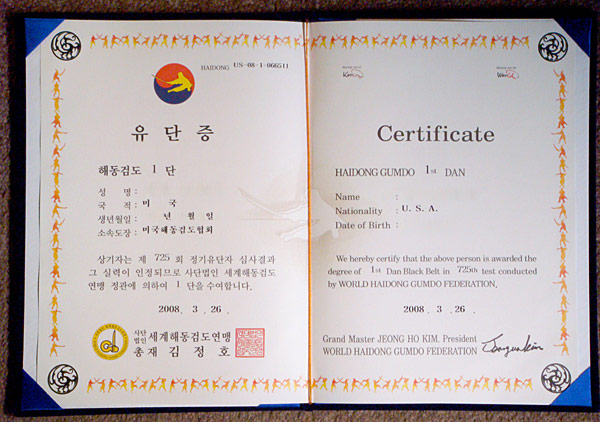 HAIDONG US-08-1-066511
유단증
해동검도 1 단
성 명 :
국 적 : 미 국
생년월일 : 년 월 일
소속도장 : 미국해동검도협회
상기자는 제 725 회 정기유단자 심사결과
그 실력이 인정되므로 사단법인 세계해동검도
연맹 정관에 의하여 1 단을 수여합니다.
2008 . 3 . 26 .
사단법인 세계해동검도연맹
총 재 김 정 호
Certificate
HAIDONG GUMDO 1st DAN
Name :
Nationality : U. S. A.
Date of Birth :
We hereby certify that the above person is awarded the
degree of 1st Dan Black Belt in 725th test conducted
by WORLD HAIDONG GUMDO FEDERATION.
2008 . 3 . 26 .
Grand Master JEONG HO KIM. President
WORLD HAIDONG GUMDO FEDERATION